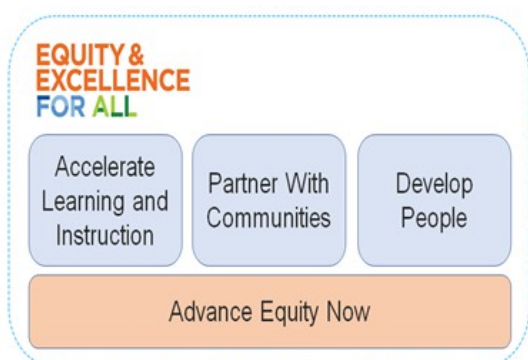 EQUITY &
EXCELLENCE
FOR ALL
Accelerate
Learning and
Instruction
Partner With
Communities
Develop
People
Advance Equity Now